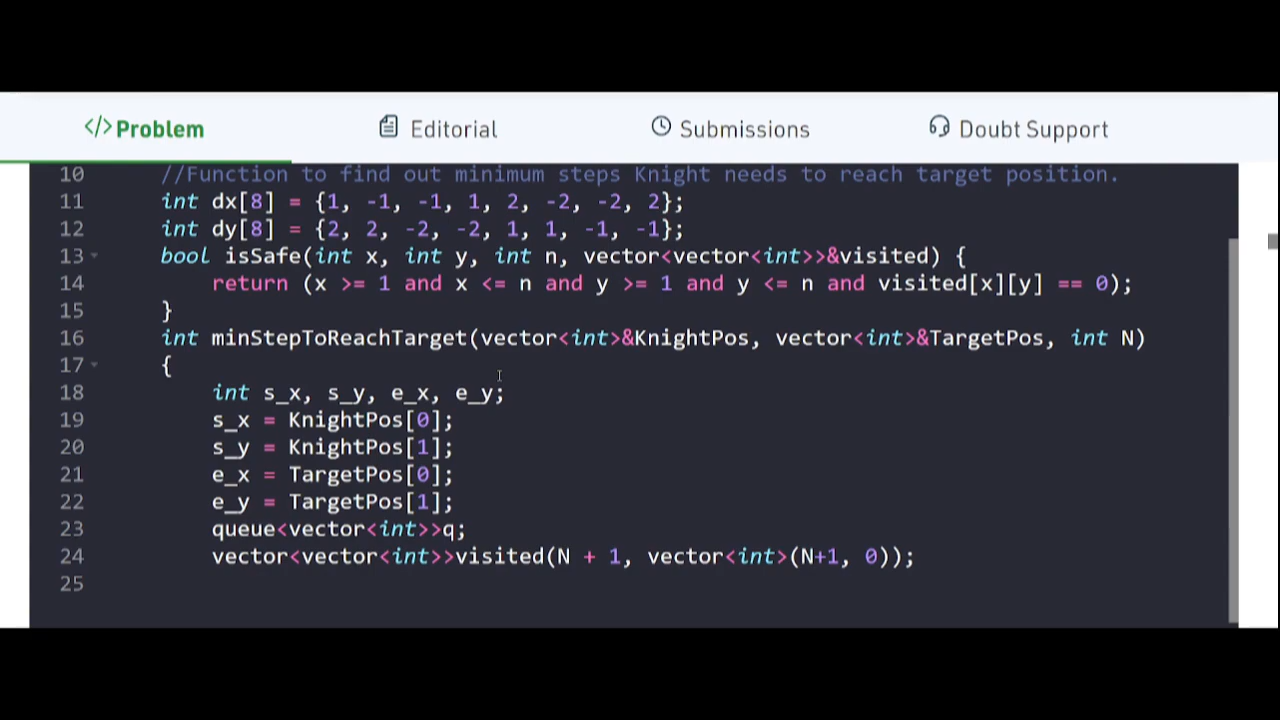 </> Problem
Editorial
Submissions
Doubt Support
10 //Function to find out minimum steps Knight needs to reach target position.
11 int dx[8] = {1, -1, -1, 1, 2, -2, -2, 2};
12 int dy[8] = {2, 2, -2, -2, 1, 1, -1, -1};
13 bool isSafe(int x, int y, int n, vector<vector<int>>&visited) {
14 return (x >= 1 and x <= n and y >= 1 and y <= n and visited[x][y] == 0);
15 }
16 int minStepToReachTarget(vector<int>&KnightPos, vector<int>&TargetPos, int N)
17 {
18 int s_x, s_y, e_x, e_y;
19 s_x = KnightPos[0];
20 s_y = KnightPos[1];
21 e_x = TargetPos[0];
22 e_y = TargetPos[1];
23 queue<vector<int>>q;
24 vector<vector<int>>visited(N + 1, vector<int>(N+1, 0));
25